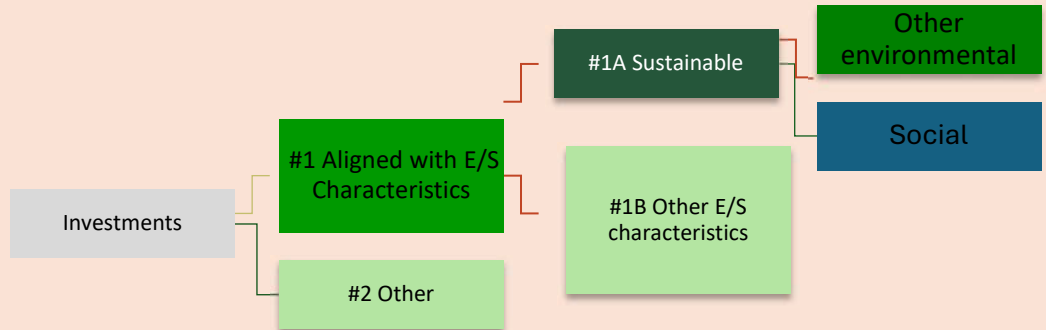 Investments
#1 Aligned with E/S
Characteristics
#2 Other
#1A Sustainable
#1B Other E/S
characteristics
Other
environmental
Social